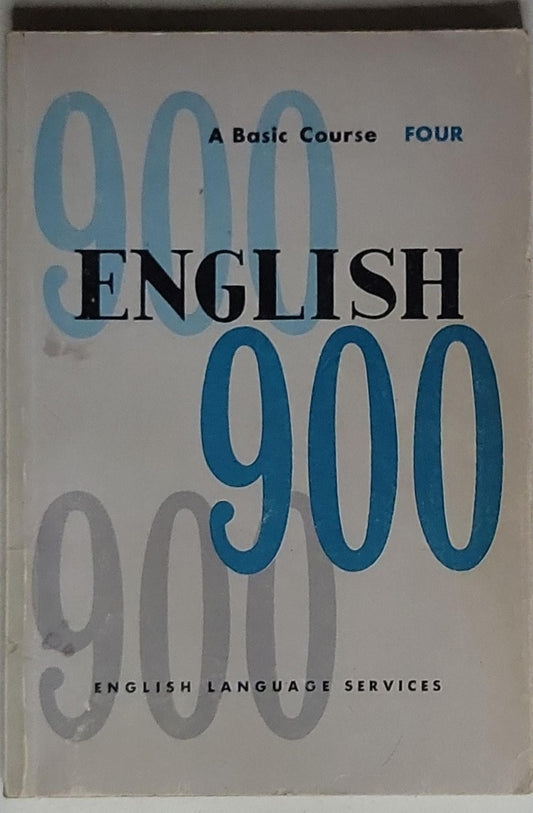 900
A Basic Course FOUR
ENGLISH
900
900
ENGLISH LANGUAGE SERVICES